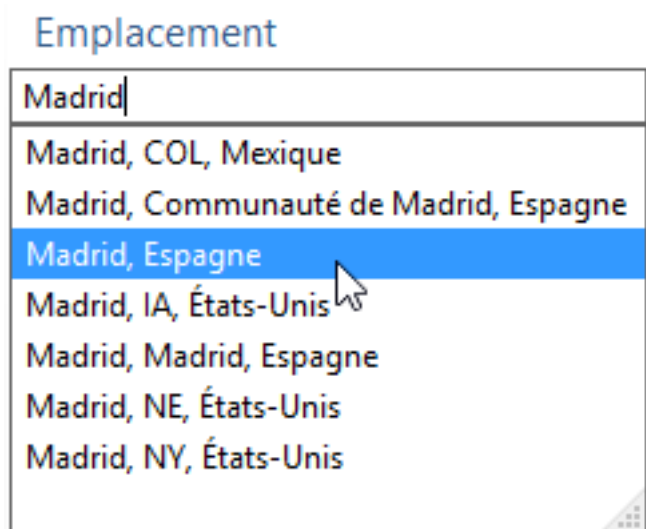 Emplacement
Madrid
Madrid, COL, Mexique
Madrid, Communauté de Madrid, Espagne
Madrid, Espagne
Madrid, IA, États-Unis
Madrid, Madrid, Espagne
Madrid, NE, États-Unis
Madrid, NY, États-Unis